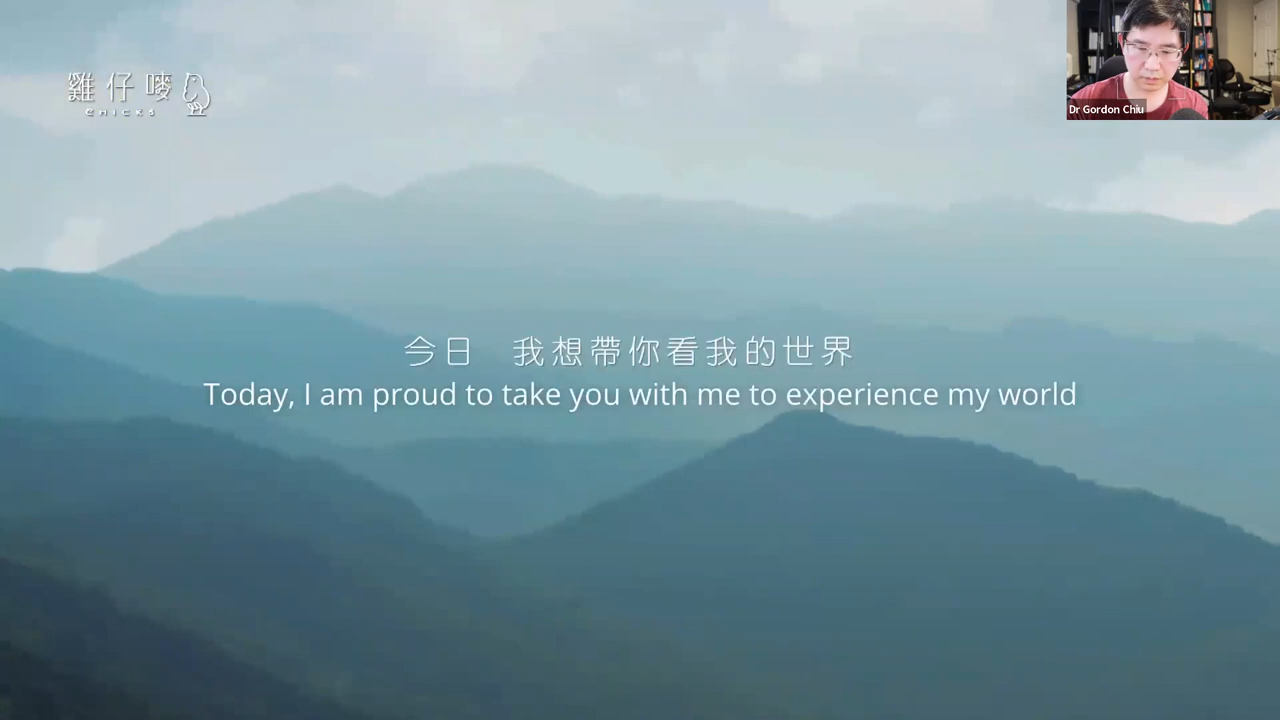 雞仔嘜
CHICKS
Dr Gordon Chiu
今日 我想帶你看我的世界
Today, I am proud to take you with me to experience my world